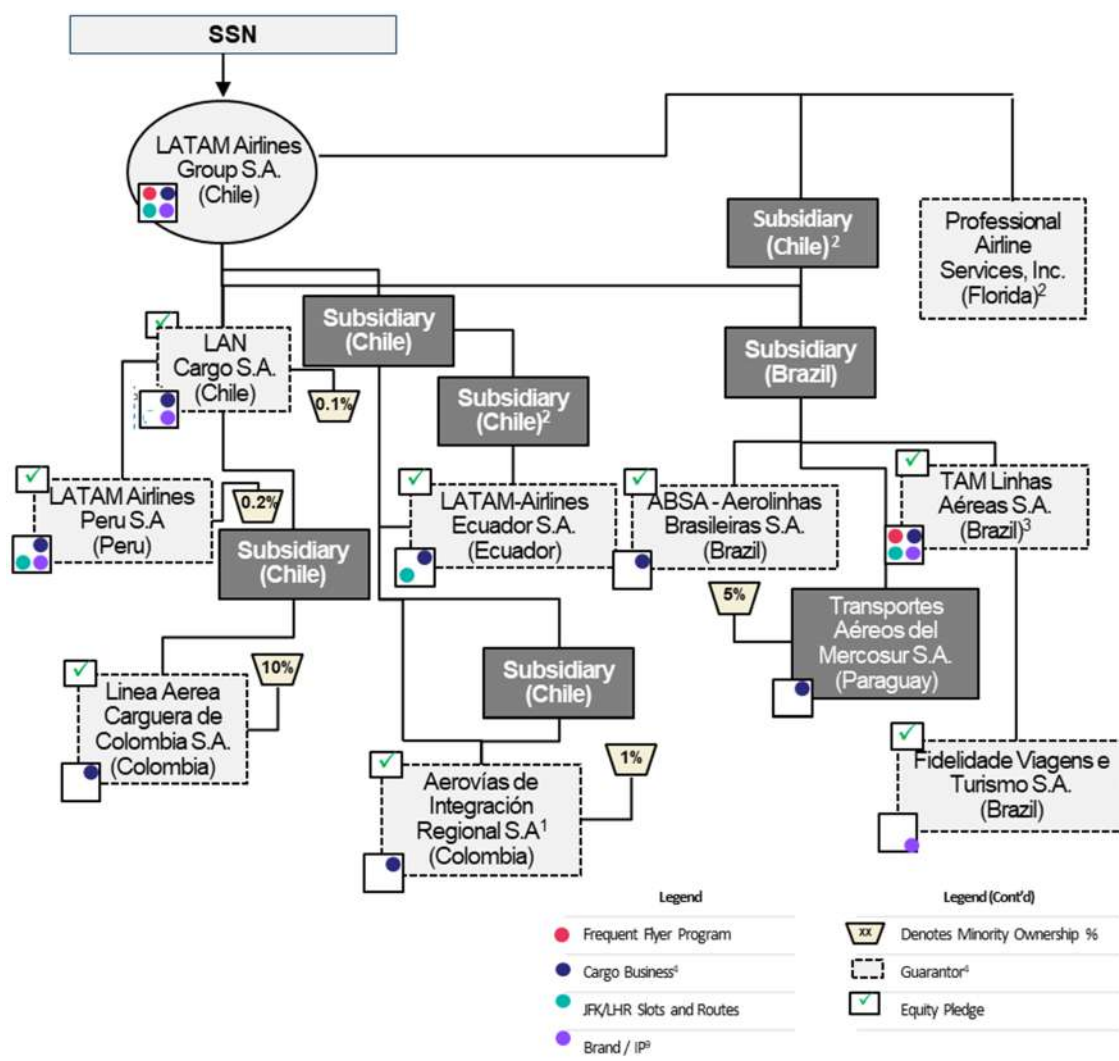 SSN
LATAM Airlines
Group S.A.
(Chile)
Subsidiary
(Chile)²
Professional
Airline
Services, Inc.
(Florida)²
LAN
Cargo S.A.
(Chile)
0.1%
Subsidiary
(Chile)
Subsidiary
(Chile)²
Subsidiary
(Brazil)
LATAM Airlines
Peru S.A
(Peru)
0.2%
Subsidiary
(Chile)
LATAM-Airlines
Ecuador S.A.
(Ecuador)
ABSA - Aerolinhas
Brasileiras S.A.
(Brazil)
TAM Linhas
Aéreas S.A.
(Brazil)³
5%
Transportes
Aéreos del
Mercosur S.A.
(Paraguay)
Linea Aerea
Carguera de
Colombia S.A.
(Colombia)
10%
Subsidiary
(Chile)
Aerovías de
Integración
Regional S.A¹
(Colombia)
1%
Fidelidade Viagens e
Turismo S.A.
(Brazil)
Legend
Frequent Flyer Program
Cargo Business⁴
JFK/LHR Slots and Routes
Brand / IP⁹
Legend (Cont'd)
XX Denotes Minority Ownership %
Guarantor⁴
Equity Pledge